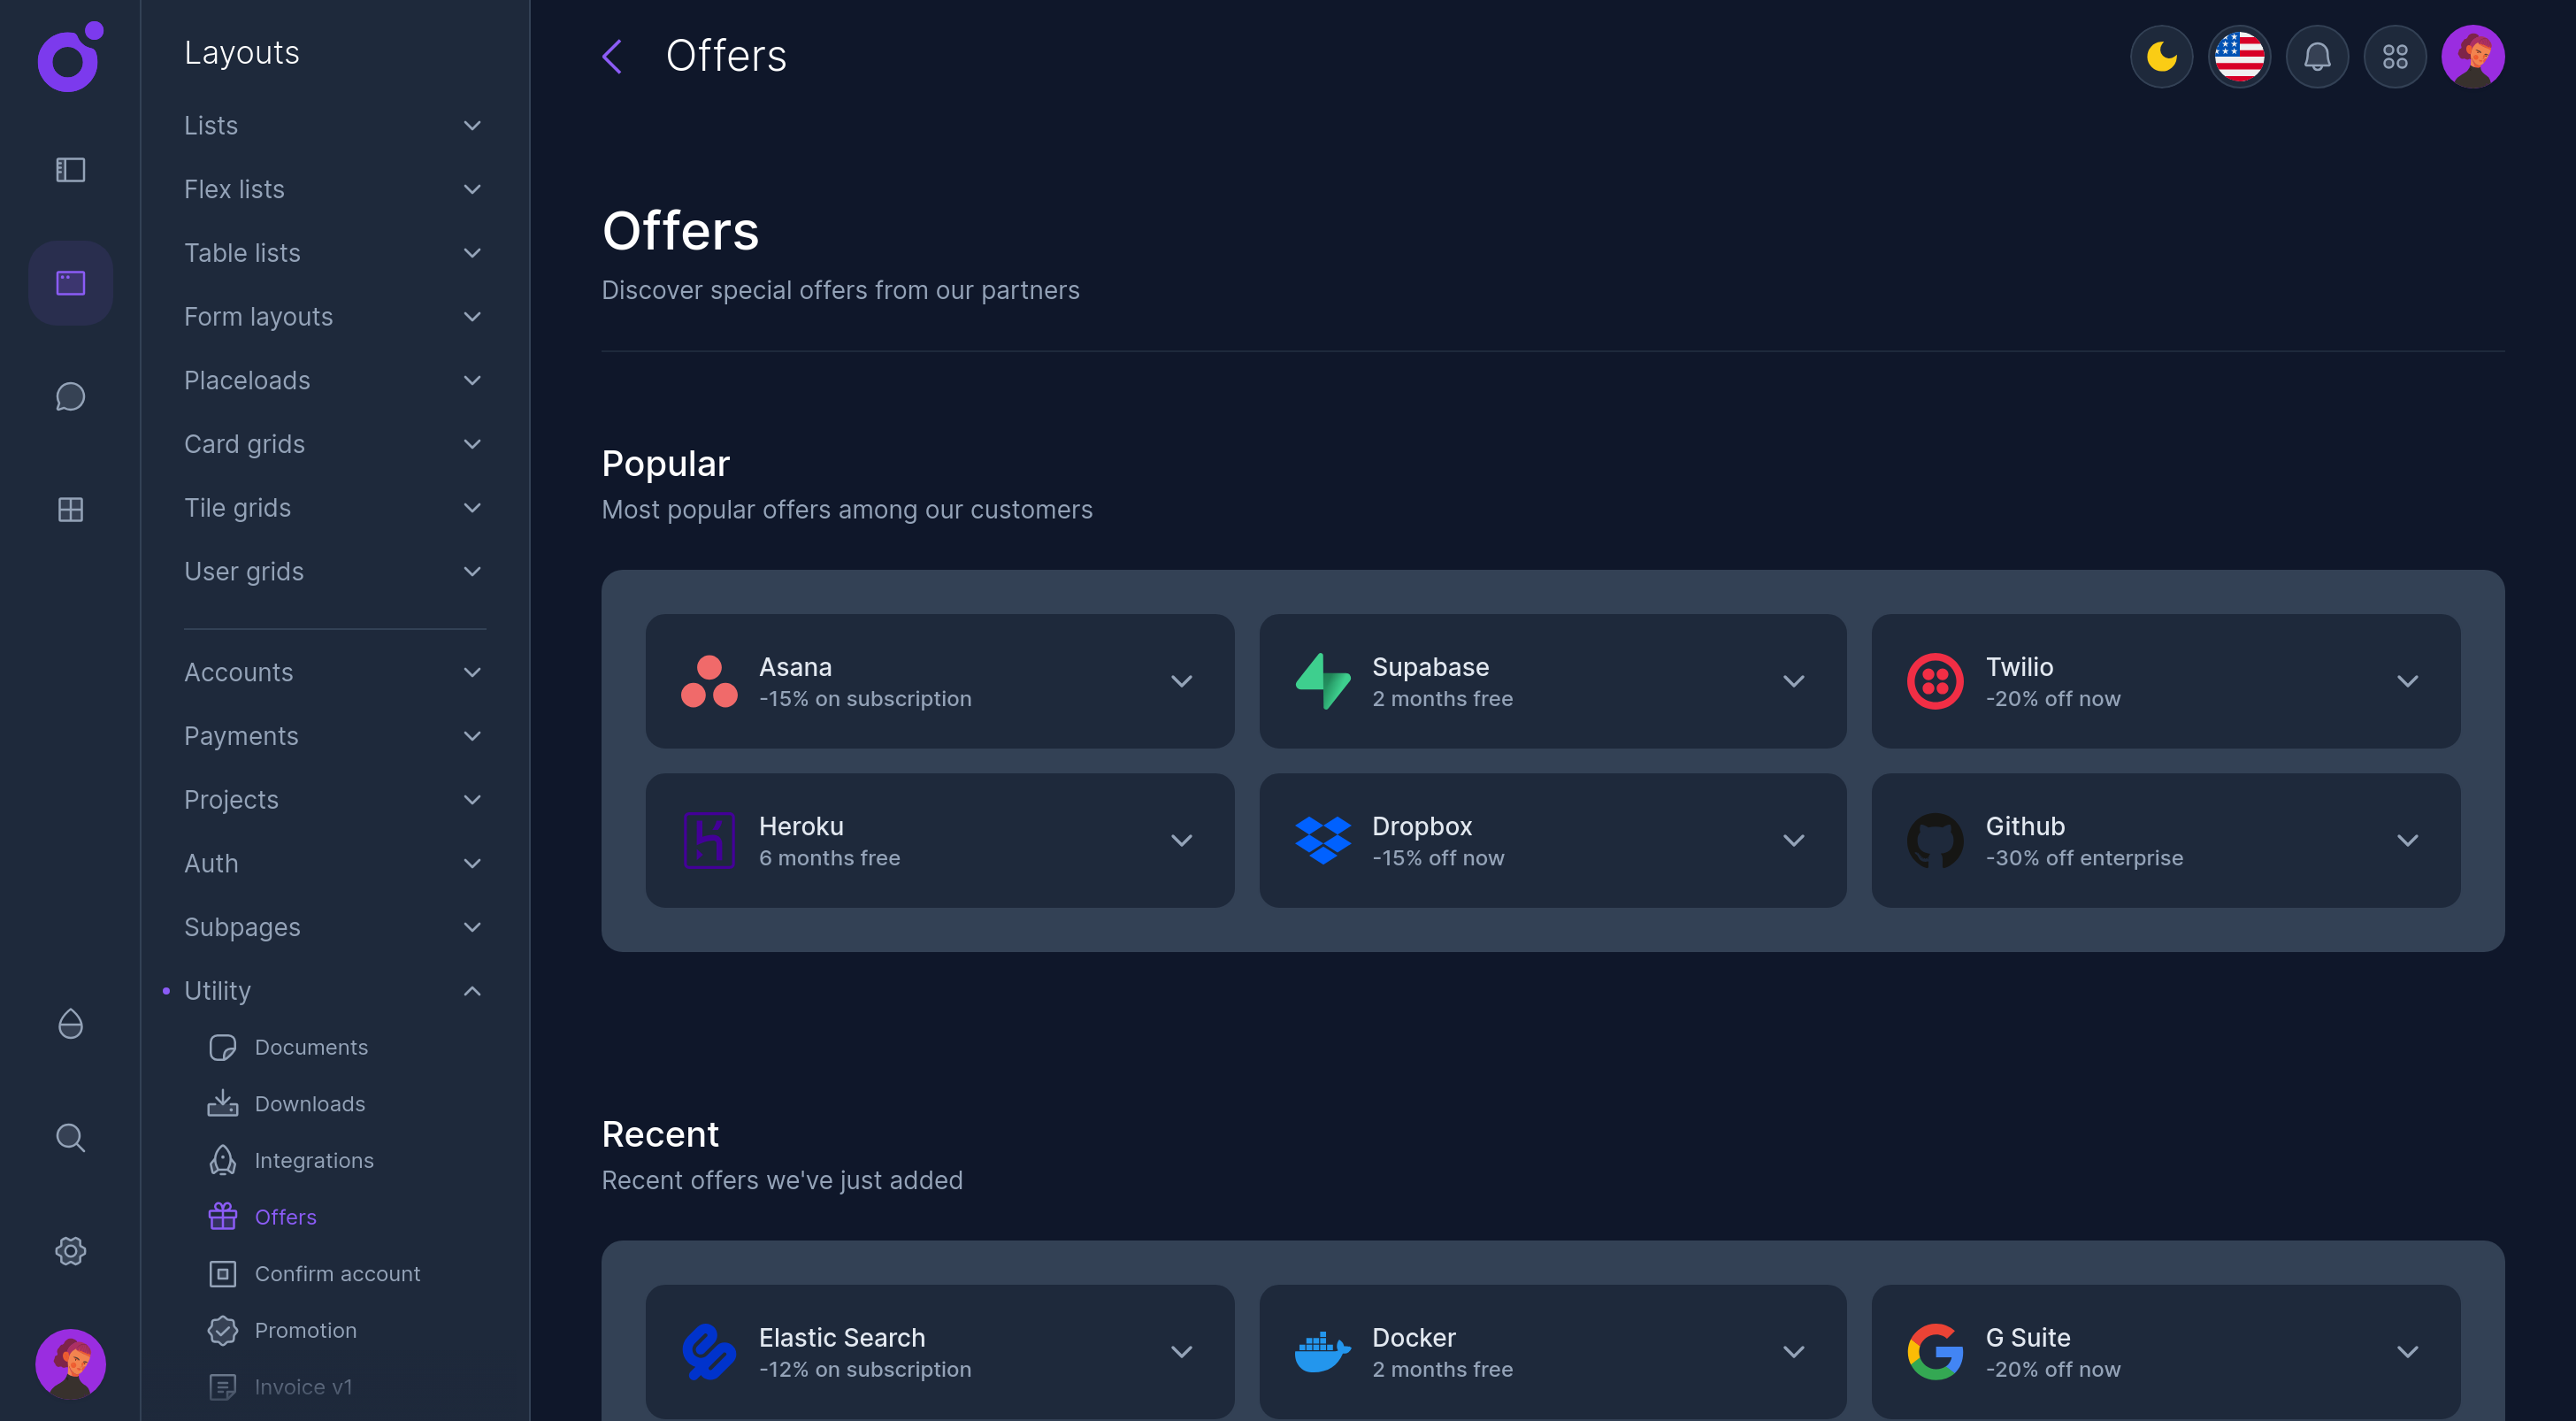 Layouts
Lists
Flex lists
Table lists
Form layouts
Placeloads
Card grids
Tile grids
User grids
Accounts
Payments
Projects
Auth
Subpages
Utility
Documents
Downloads
Integrations
Offers
Confirm account
Promotion
Invoice v1
Offers
Offers
Discover special offers from our partners
Popular
Most popular offers among our customers
Asana
-15% on subscription
Supabase
2 months free
Twilio
-20% off now
Heroku
6 months free
Dropbox
-15% off now
Github
-30% off enterprise
Recent
Recent offers we've just added
Elastic Search
-12% on subscription
Docker
2 months free
G Suite
-20% off now